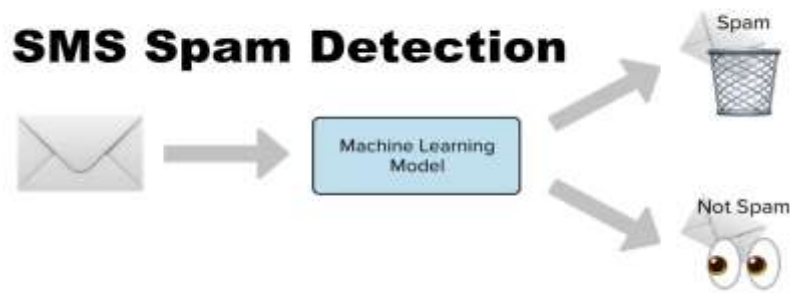 SMS Spam Detection
Spam
Machine Learning
Model
Not Spam